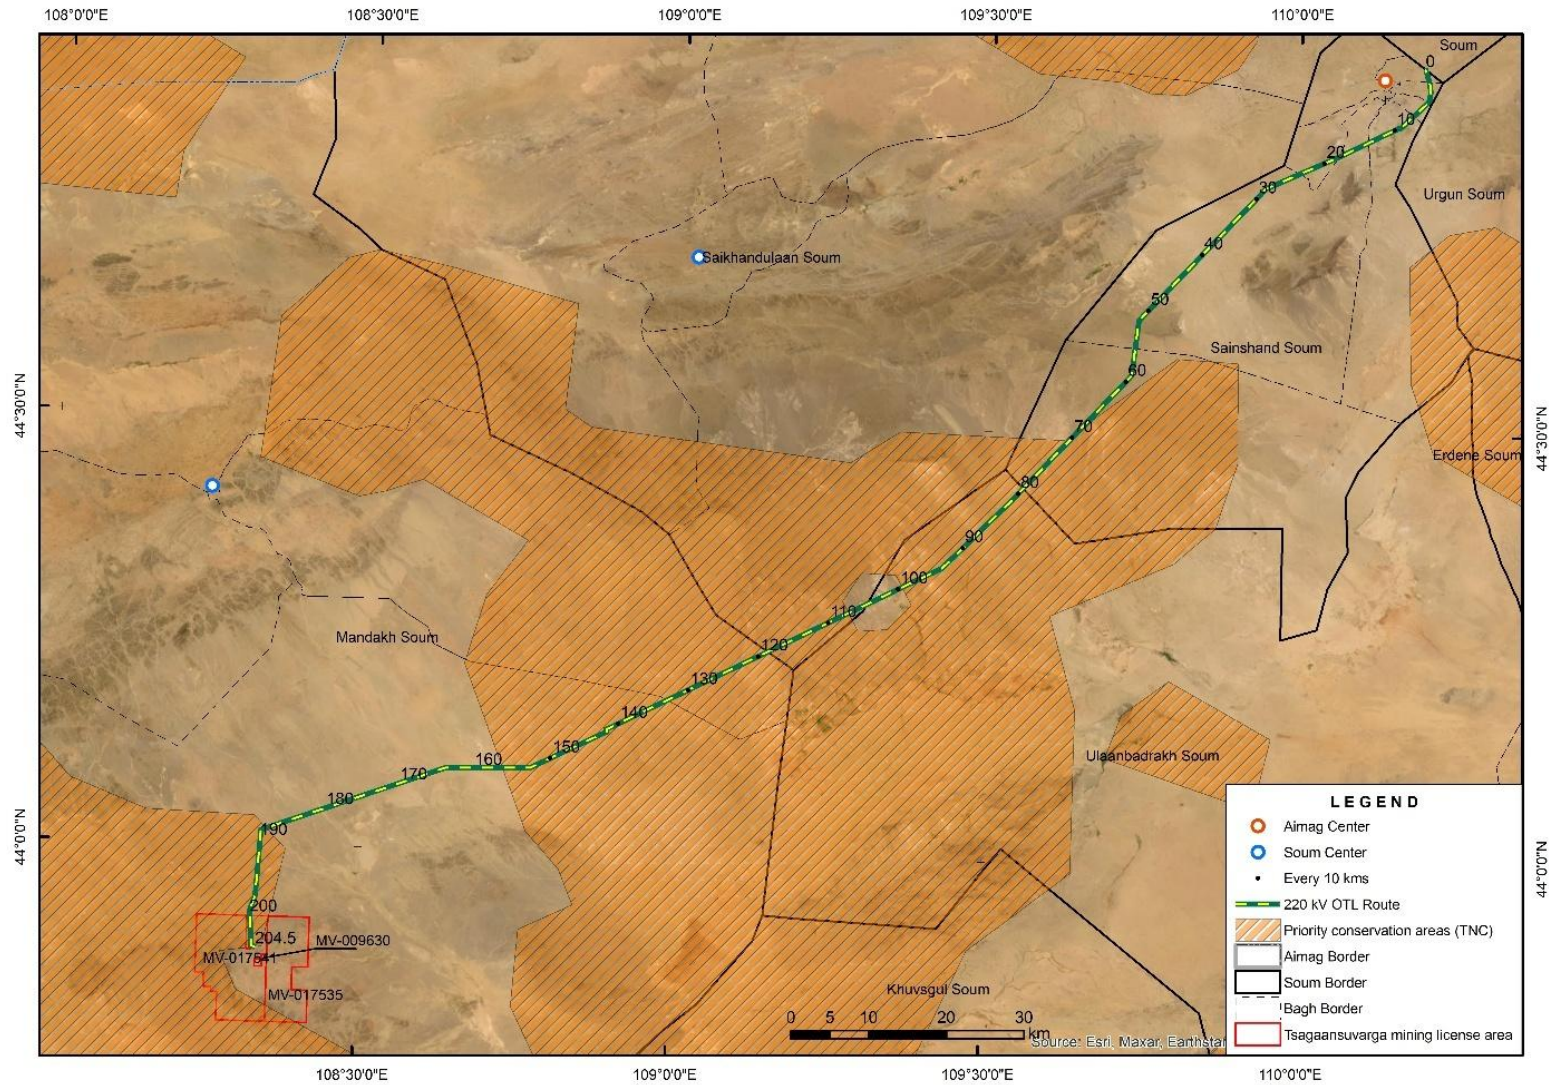 108°0'0"E
108°30'0"E
109°0'0"E
109°30'0"E
110°0'0"E
Soum
0
10
20
30
Urgun Soum
40
Saikhandulaan Soum
50
Sainshand Soum
60
44°30'0"N
70
44°30'0"N
Erdene Soum
80
90
100
110
Mandakh Soum
120
130
140
150
160
Ulaanbadrakh Soum
170
180
190
44°0'0"N
44°0'0"N
200
204.5
MV-009630
MV-017541
MV-017535
Khuvsgul Soum
0 5 10 20 30
km
Source: Esri, Maxar, Earthstar
LEGEND
Aimag Center
Soum Center
Every 10 kms
220 kV OTL Route
Priority conservation areas (TNC)
Aimag Border
Soum Border
Bagh Border
Tsagaansuvarga mining license area
108°30'0"E
109°0'0"E
109°30'0"E
110°0'0"E